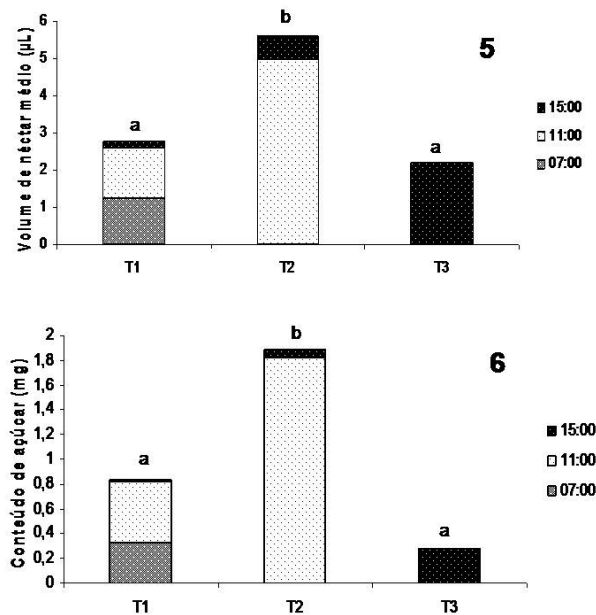 Volume de néctar médio (µL)
6
5
4
3
2
1
0
a
b
a
T1
T2
T3
5
15:00
11:00
07:00
Conteúdo de açúcar (mg)
2
1,8
1,6
1,4
1,2
1
0,8
0,6
0,4
0,2
0
a
b
a
T1
T2
T3
6
15:00
11:00
07:00